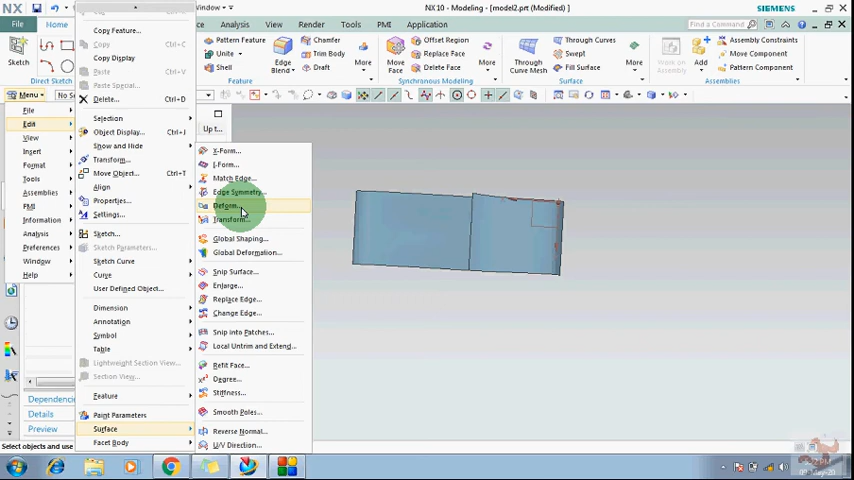 NX
Window
NX 10 - Modeling - [model2.prt (Modified) ]
SIEMENS
File
Home
Analysis
View
Render
Tools
PMI
Application
Find a Command
Sketch
Direct Sketch
Pattern Feature
Unite
Shell
Edge Blend
Chamfer
Trim Body
Draft
More
Feature
Move Face
Offset Region
Replace Face
Delete Face
More
Synchronous Modeling
Through Curve Mesh
Through Curves
Swept
Fill Surface
More
Surface
Add
Assembly Constraints
Move Component
Pattern Component
Assemblies
Menu
No Se
File
Edit
View
Insert
Format
Tools
Assemblies
PMI
Information
Analysis
Preferences
Window
Help
Cut
Ctrl+X
Copy Feature...
Copy
Ctrl+C
Copy Display
Paste
Ctrl+V
Paste Special...
Delete...
Ctrl+D
Selection
Object Display...
Ctrl+J
Show and Hide
Transform...
Move Object...
Ctrl+T
Align
Properties...
Settings...
Sketch...
Sketch Parameters...
Sketch Curve
Curve
User Defined Object...
Dimension
Annotation
Symbol
Table
Lightweight Section View...
Section View...
Feature
Paint Parameters
Surface
Facet Body
Up t...
X-Form...
I-Form...
Match Edge...
Edge Symmetry...
Deform...
Transform...
Global Shaping...
Global Deformation...
Snip Surface...
Enlarge...
Replace Edge...
Change Edge...
Snip into Patches...
Local Untrim and Extend...
Refit Face...
Degree...
Stiffness...
Smooth Poles...
Reverse Normal...
U/V Direction...
Details
Preview
Select objects and use